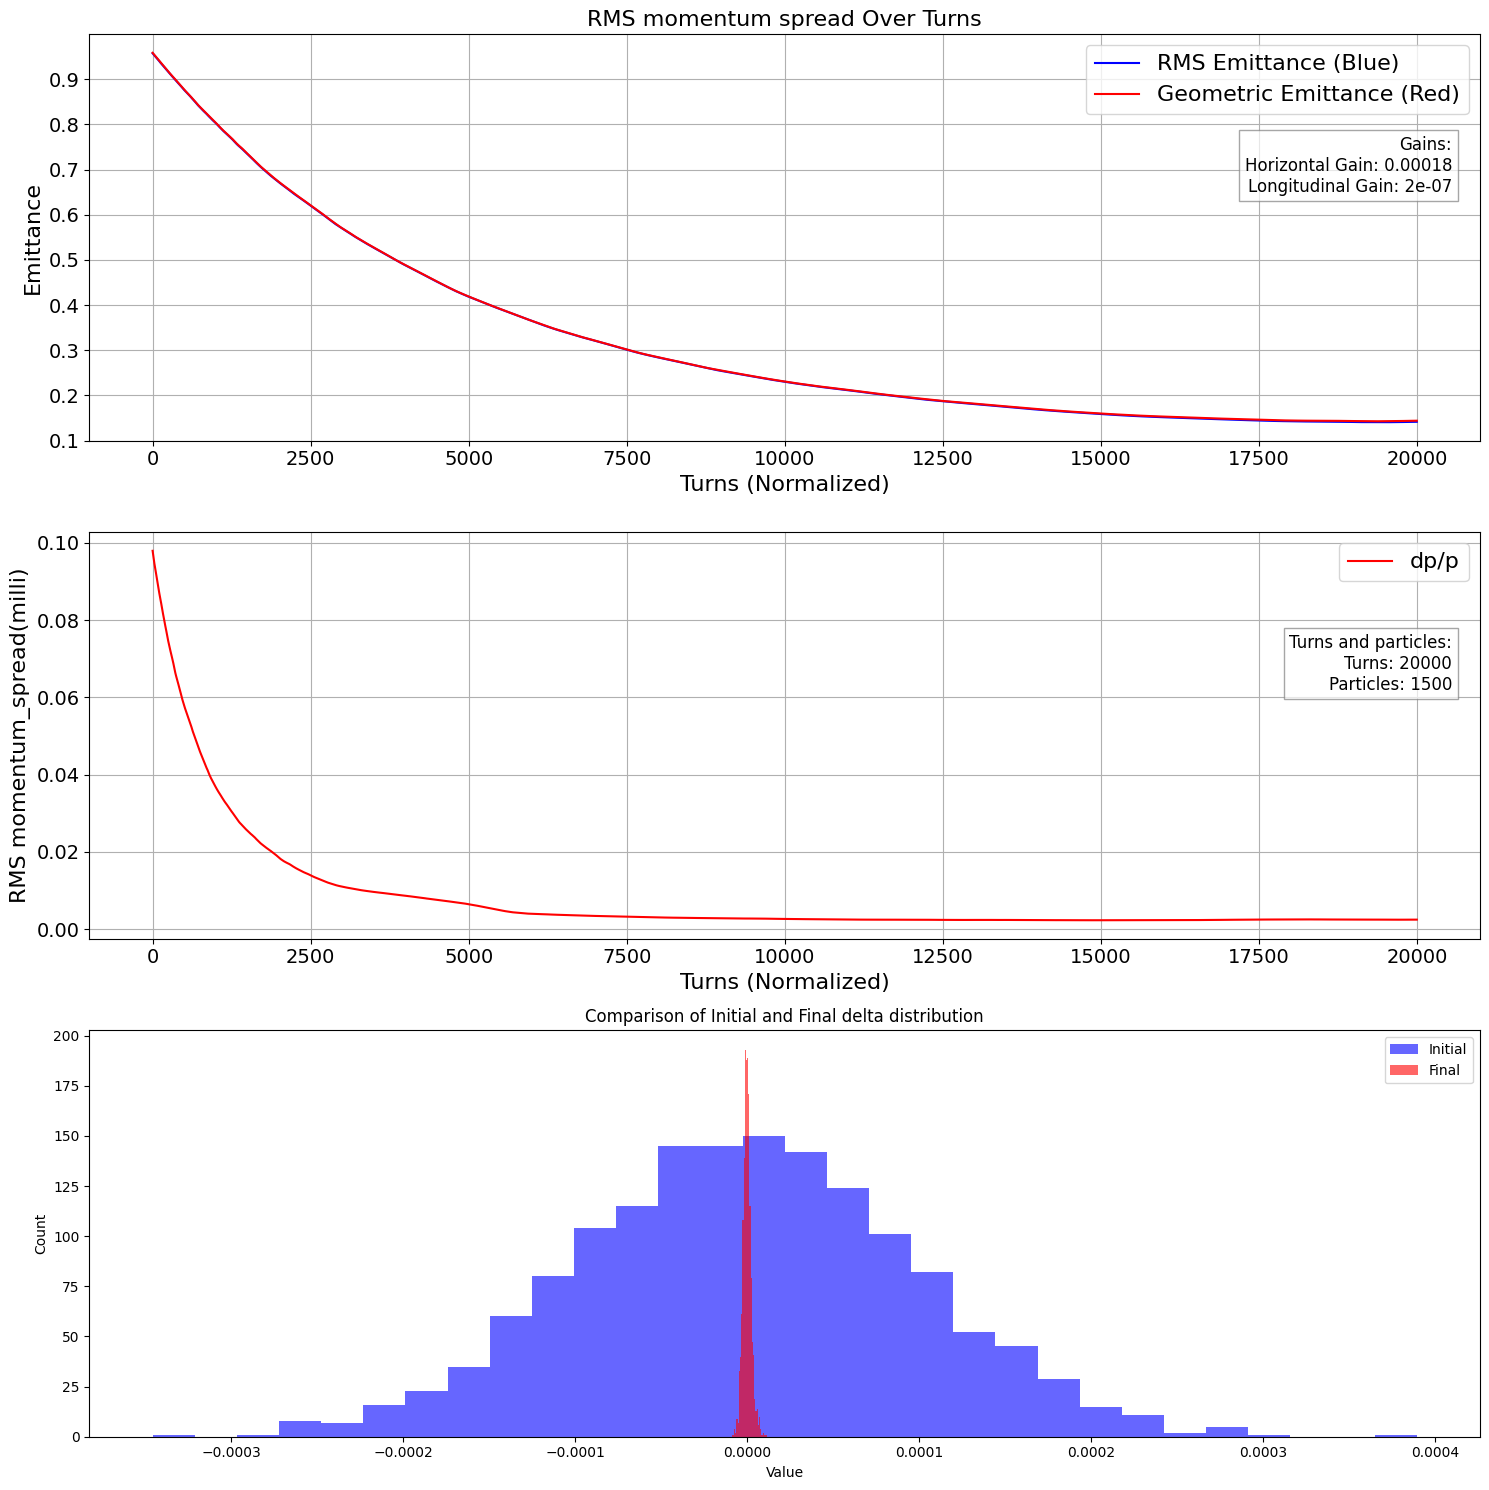 RMS momentum spread Over Turns
RMS Emittance (Blue)
Geometric Emittance (Red)
Gains:
Horizontal Gain: 0.00018
Longitudinal Gain: 2e-07
Emittance
0.9
0.8
0.7
0.6
0.5
0.4
0.3
0.2
0.1
0 2500 5000 7500 10000 12500 15000 17500 20000
Turns (Normalized)
dp/p
Turns and particles:
Turns: 20000
Particles: 1500
RMS momentum_spread(milli)
0.10
0.08
0.06
0.04
0.02
0.00
0 2500 5000 7500 10000 12500 15000 17500 20000
Turns (Normalized)
Comparison of Initial and Final delta distribution
Initial
Final
Count
200
175
150
125
100
75
50
25
0
−0.0003 −0.0002 −0.0001 0.0000 0.0001 0.0002 0.0003 0.0004
Value